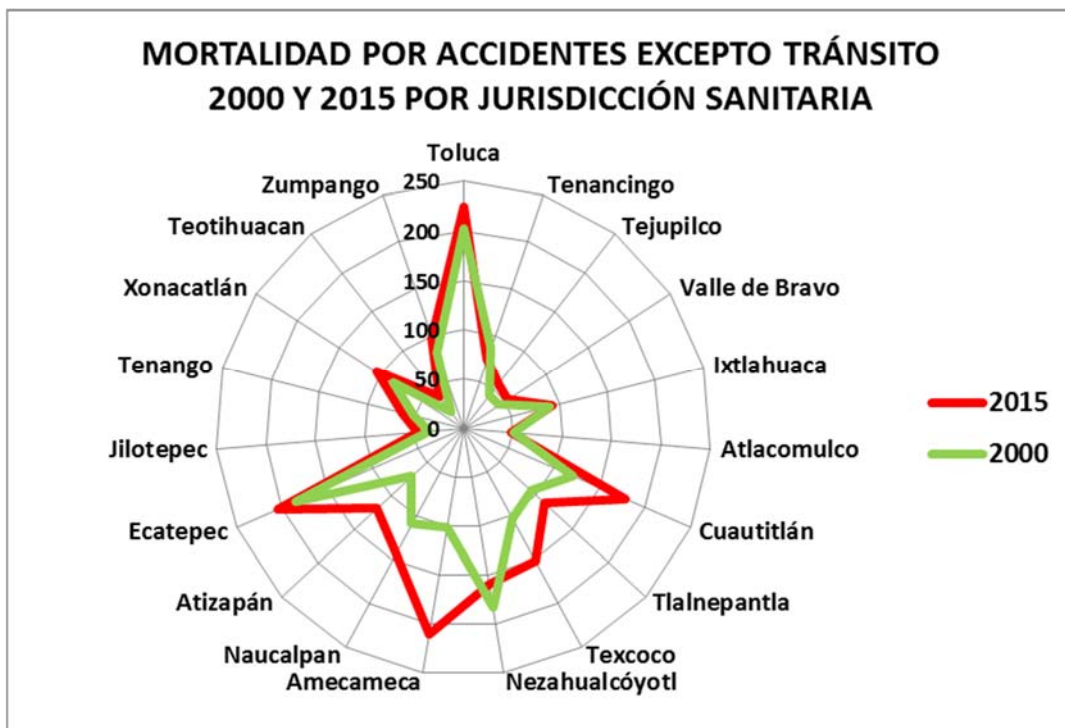 MORTALIDAD POR ACCIDENTES EXCEPTO TRÁNSITO
2000 Y 2015 POR JURISDICCIÓN SANITARIA
Toluca
Tenancingo
Tejupilco
Valle de Bravo
Ixtlahuaca
Atlacomulco
Cuautitlán
Tlalnepantla
Texcoco
Nezahualcóyotl
Amecameca
Naucalpan
Atizapán
Ecatepec
Jilotepec
Tenango
Xonacatlán
Teotihuacan
Zumpango
250
200
150
100
50
0
2015
2000